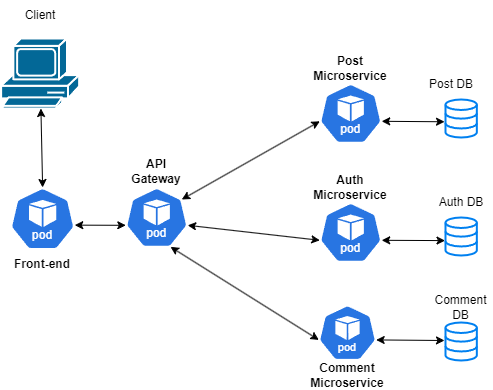 Client
Post
Microservice
Post DB
pod
API
Gateway
pod
Auth
Microservice
Auth DB
pod
pod
Front-end
Comment
DB
pod
Comment
Microservice